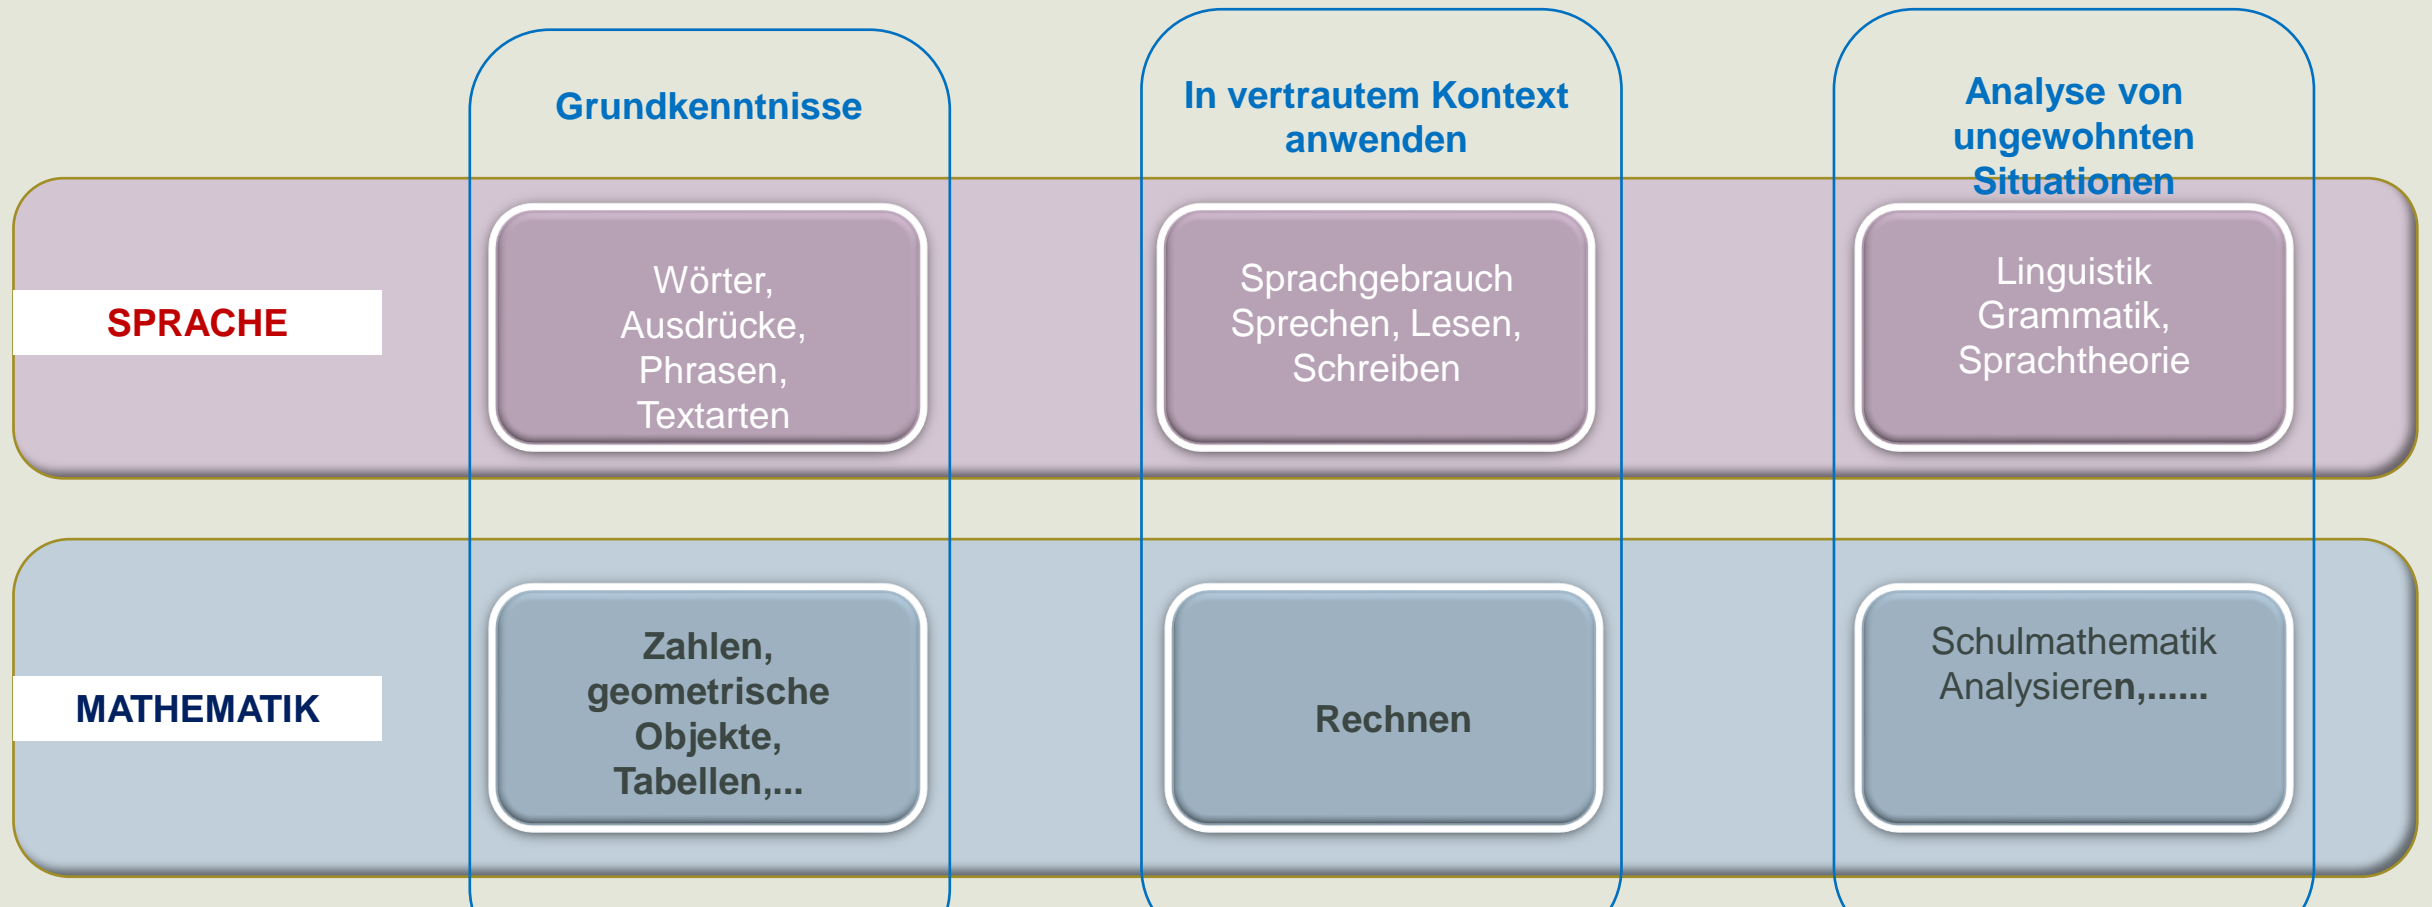 Grundkenntnisse
In vertrautem Kontext
anwenden
Analyse von
ungewohnten
Situationen
SPRACHE
Wörter,
Ausdrücke,
Phrasen,
Textarten
Sprachgebrauch
Sprechen, Lesen,
Schreiben
Linguistik
Grammatik,
Sprachtheorie
MATHEMATIK
Zahlen,
geometrische
Objekte,
Tabellen,...
Rechnen
Schulmathematik
Analysieren,......